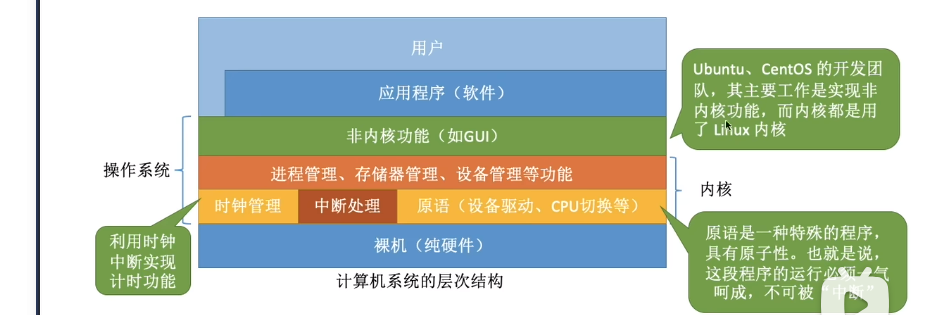 用户
应用程序（软件）
非内核功能（如GUI）
进程管理、存储器管理、设备管理等功能
时钟管理
中断处理
原语（设备驱动、CPU切换等）
裸机（纯硬件）
计算机系统的层次结构
操作系统
内核
Ubuntu、CentOS 的开发团
队，其主要工作是实现非
内核功能，而内核都是用
了 Linux 内核
利用时钟
中断实现
计时功能
原语是一种特殊的程序，
具有原子性。也就是说，
这段程序的运行必须一气
呵成，不可被“中断”